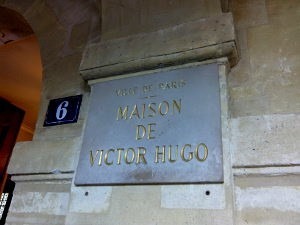 6
VILLE DE PARIS
MAISON
DE
VICTOR HUGO